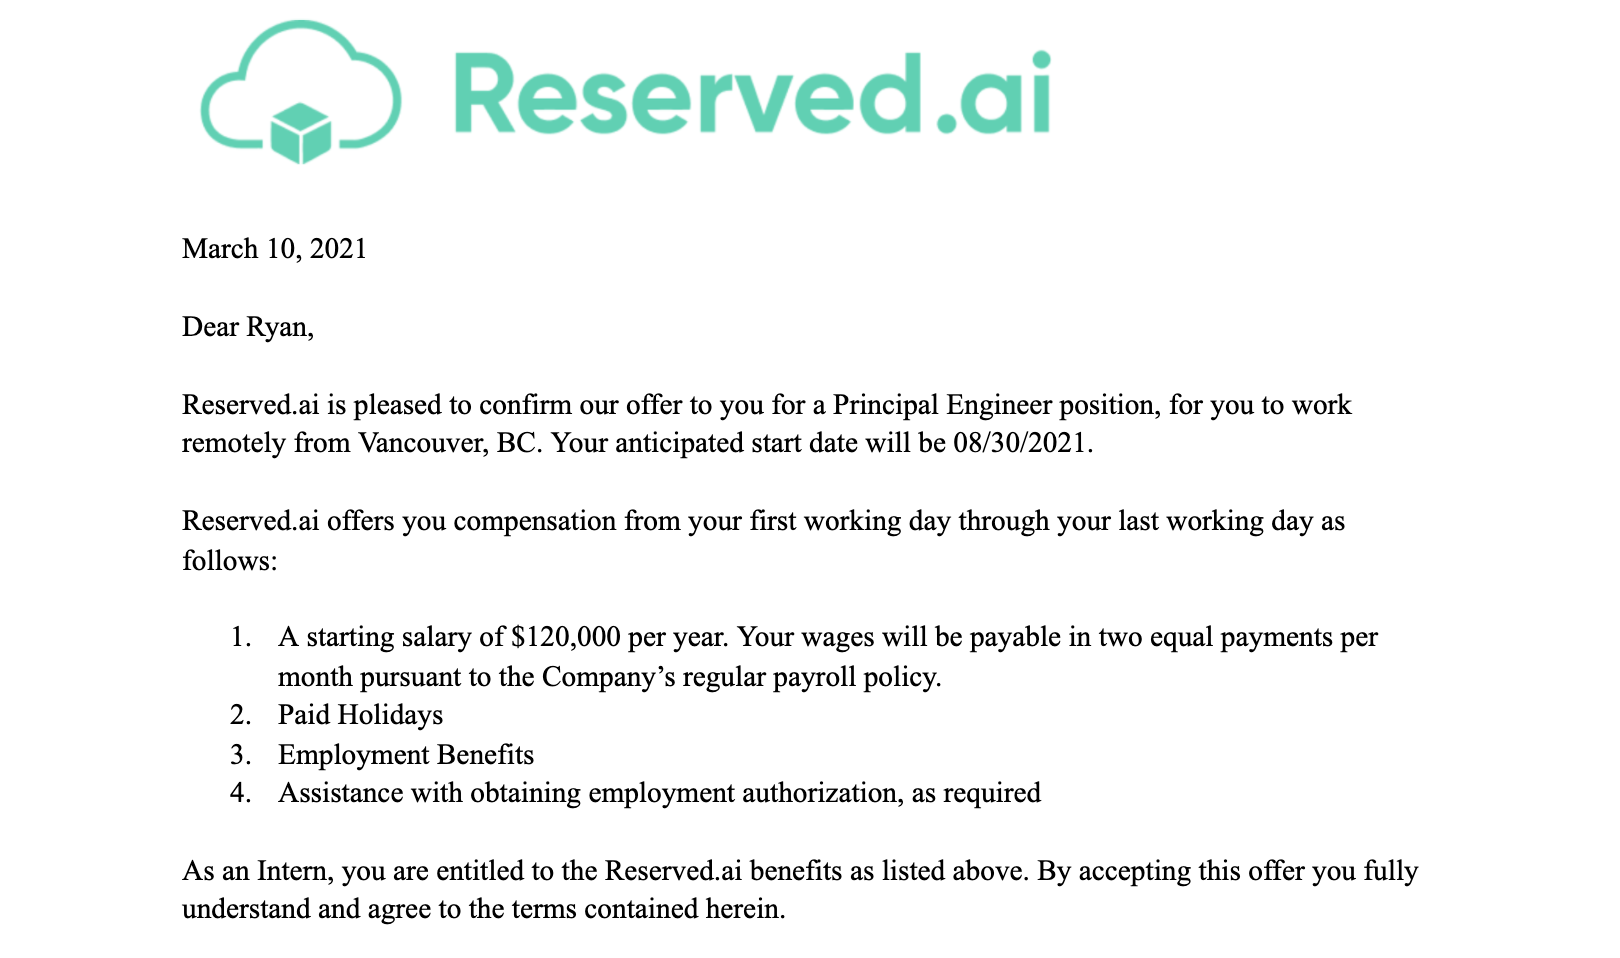 Reserved.ai
March 10, 2021
Dear Ryan,
Reserved.ai is pleased to confirm our offer to you for a Principal Engineer position, for you to work
remotely from Vancouver, BC. Your anticipated start date will be 08/30/2021.
Reserved.ai offers you compensation from your first working day through your last working day as
follows:
1. A starting salary of $120,000 per year. Your wages will be payable in two equal payments per
month pursuant to the Company’s regular payroll policy.
2. Paid Holidays
3. Employment Benefits
4. Assistance with obtaining employment authorization, as required
As an Intern, you are entitled to the Reserved.ai benefits as listed above. By accepting this offer you fully
understand and agree to the terms contained herein.